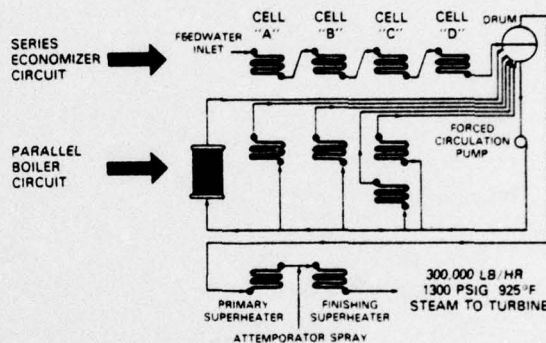 CELL "A"
CELL "B"
CELL "C"
CELL "D"
DRUM
SERIES
ECONOMIZER
CIRCUIT
FEEDWATER
INLET
PARALLEL
BOILER
CIRCUIT
FORCED
CIRCULATION
PUMP
PRIMARY
SUPERHEATER
FINISHING
SUPERHEATER
ATTEMPORATOR SPRAY
300,000 LB/HR
1300 PSIG 925°F
STEAM TO TURBINE